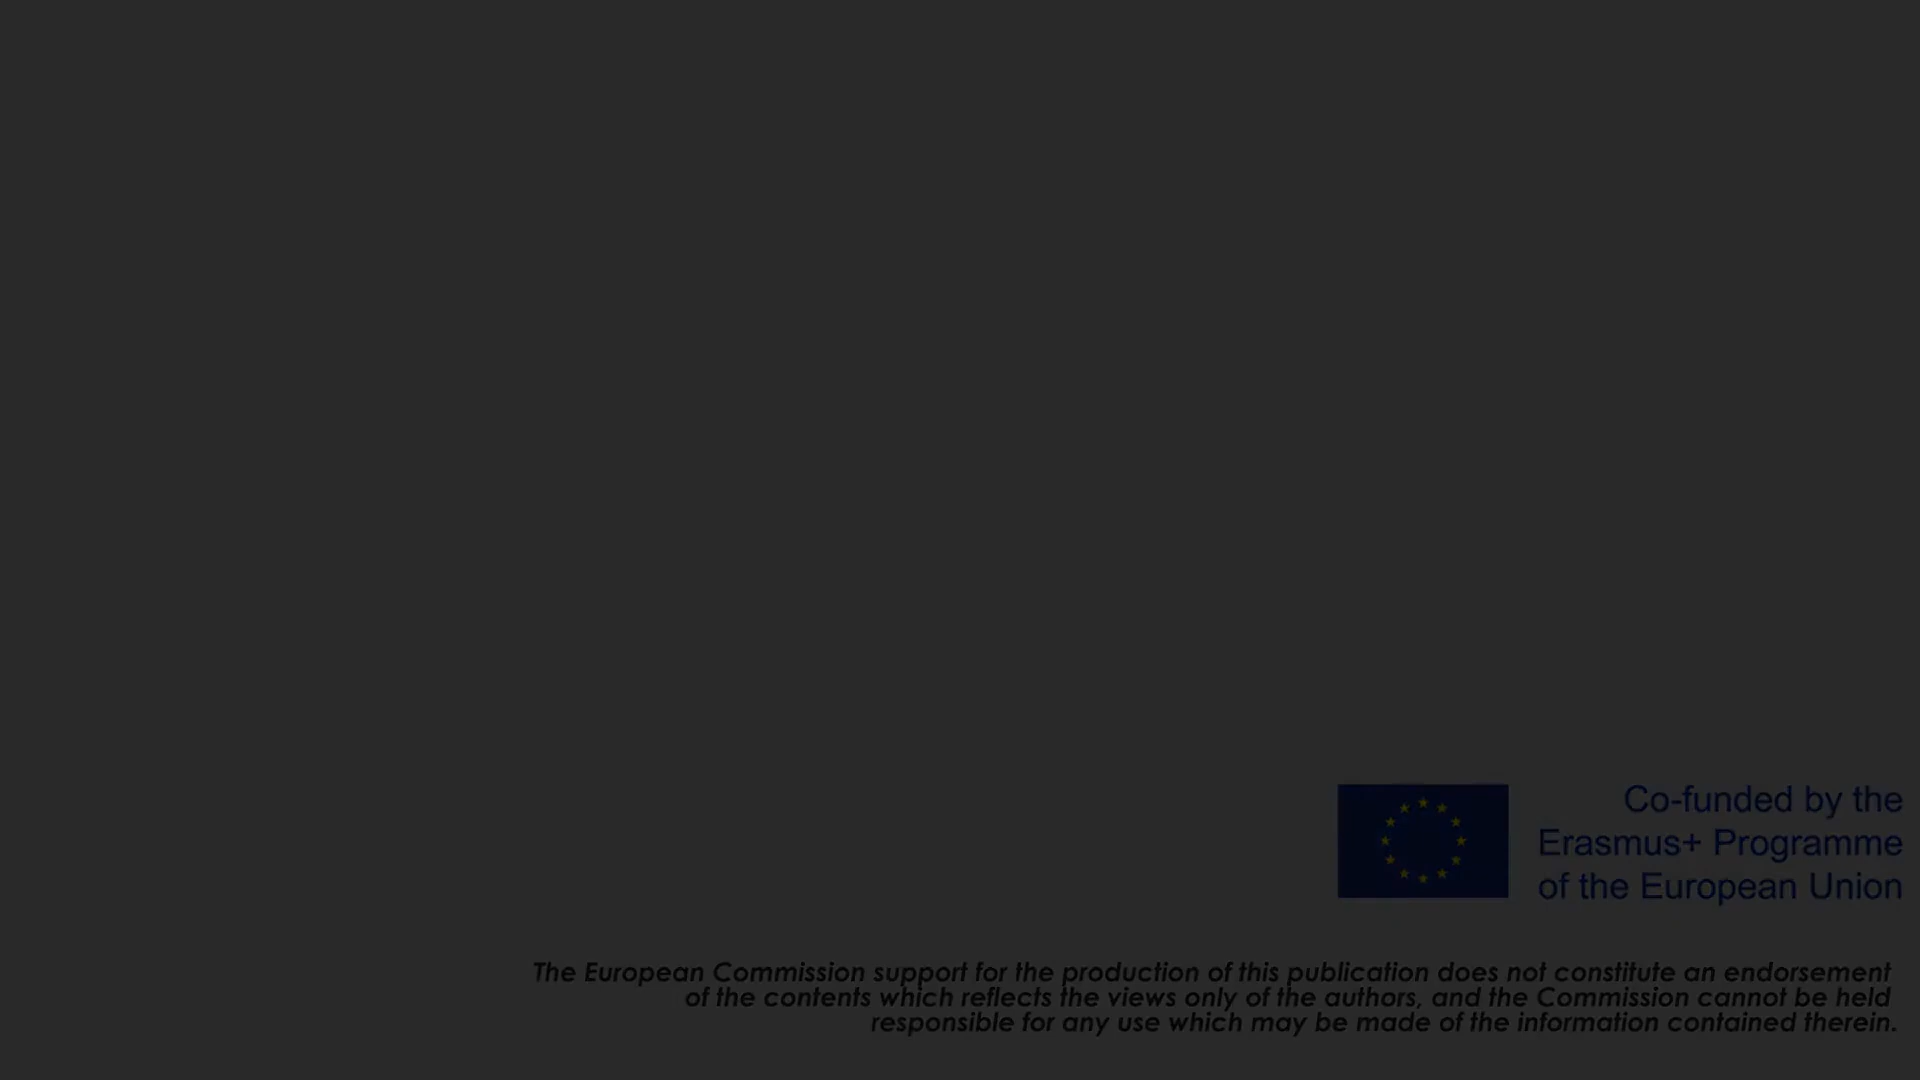 Co-funded by the
Erasmus+ Programme
of the European Union
The European Commission support for the production of this publication does not constitute an endorsement
of the contents which reflects the views only of the authors, and the Commission cannot be held
responsible for any use which may be made of the information contained therein.